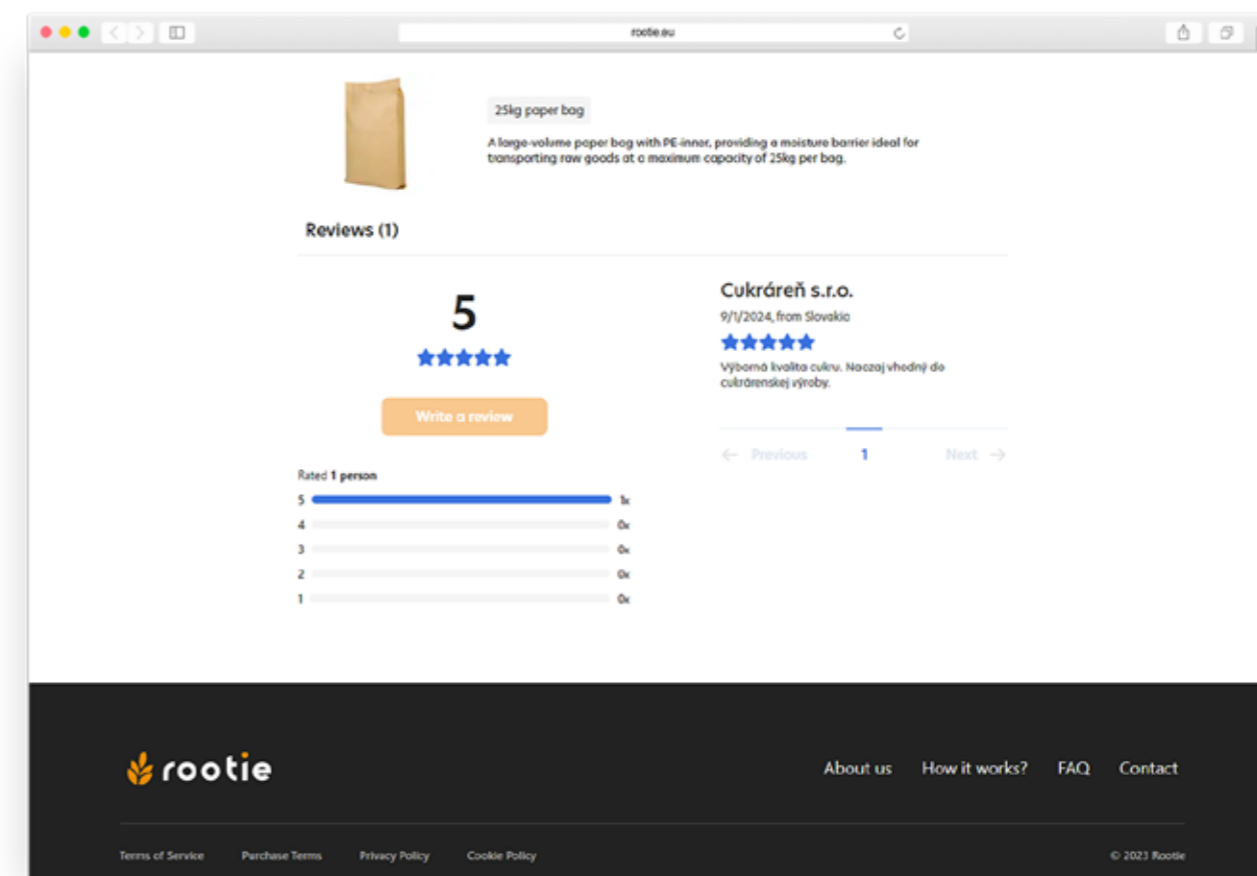 rootie.eu
25kg paper bag
A large-volume paper bag with PE-inner, providing a moisture barrier ideal for
transporting raw goods at a maximum capacity of 25kg per bag.
Reviews (1)
5
Write a review
Rated 1 person
5 1x
4 0x
3 0x
2 0x
1 0x
Cukráreň s.r.o.
9/1/2024, from Slovakia
Výborná kvalita cukru. Naozaj vhodný do
cukrárenskej výroby.
← Previous 1 Next →
rootie
About us How it works? FAQ Contact
Terms of Service Purchase Terms Privacy Policy Cookie Policy © 2023 Rootie